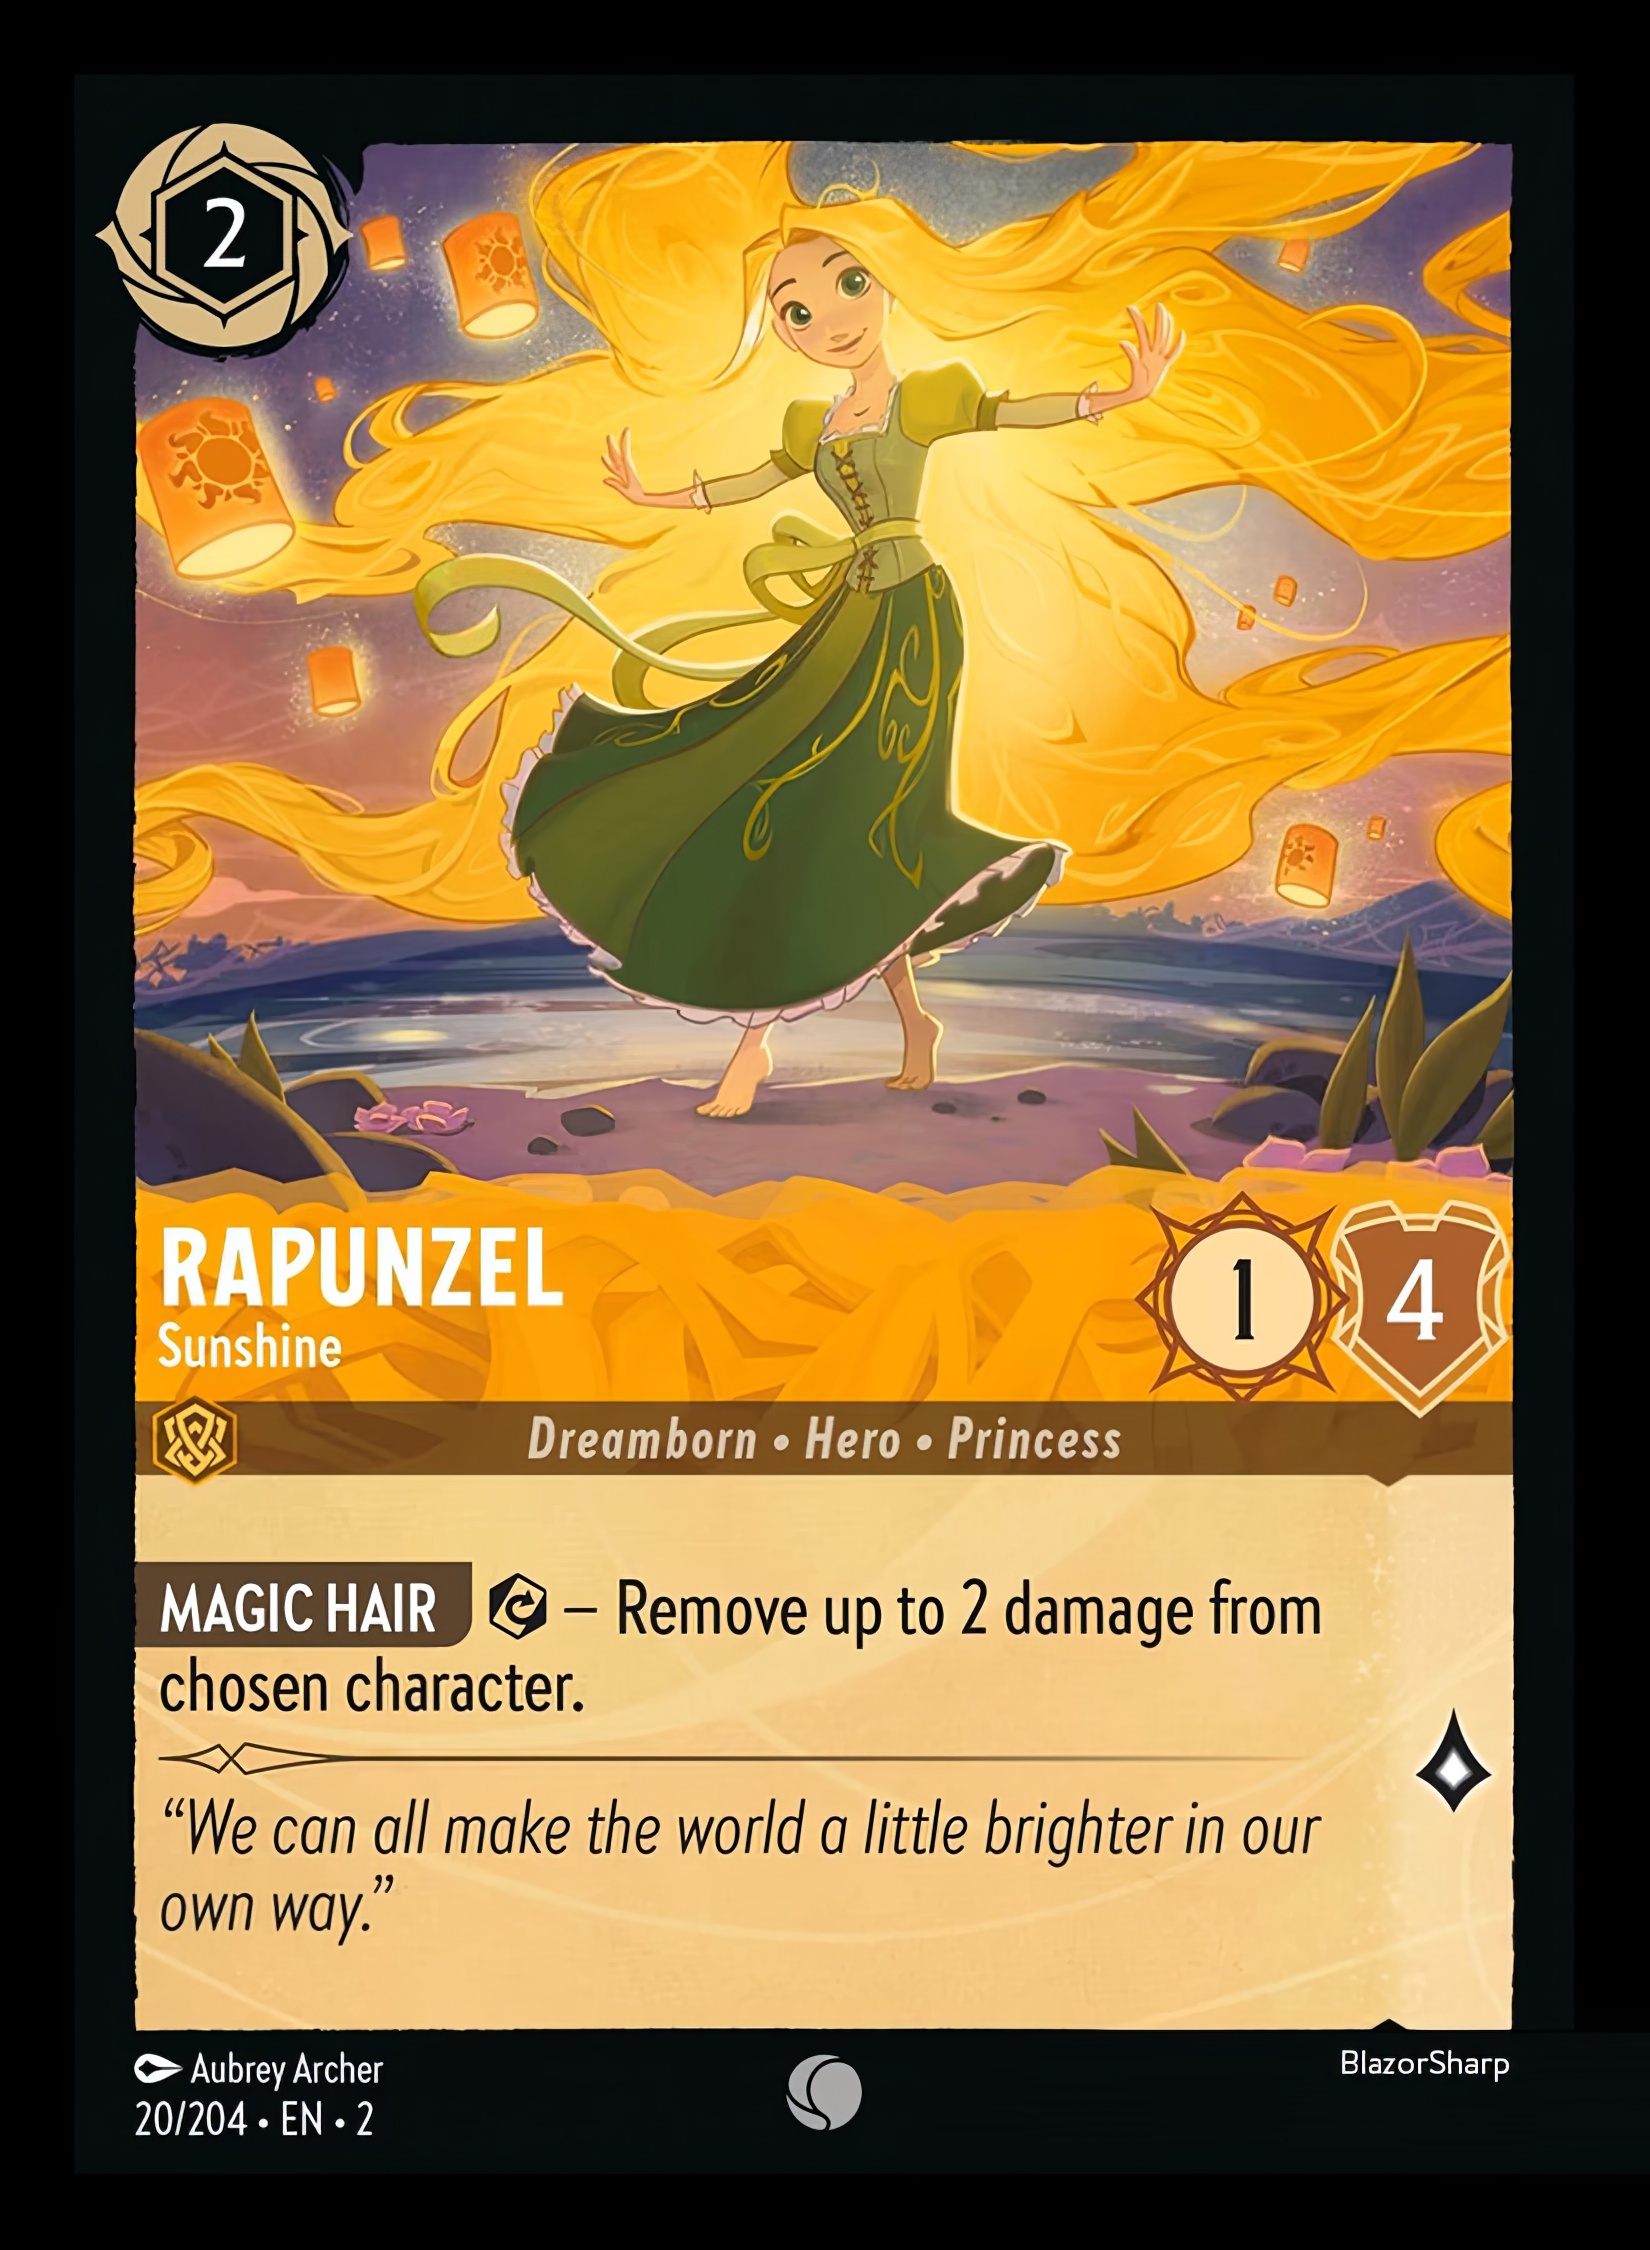 2
RAPUNZEL
Sunshine
1 4
Dreamborn • Hero • Princess
MAGIC HAIR – Remove up to 2 damage from
chosen character.
“We can all make the world a little brighter in our
own way.”
Aubrey Archer
20/204 • EN • 2
BlazorSharp